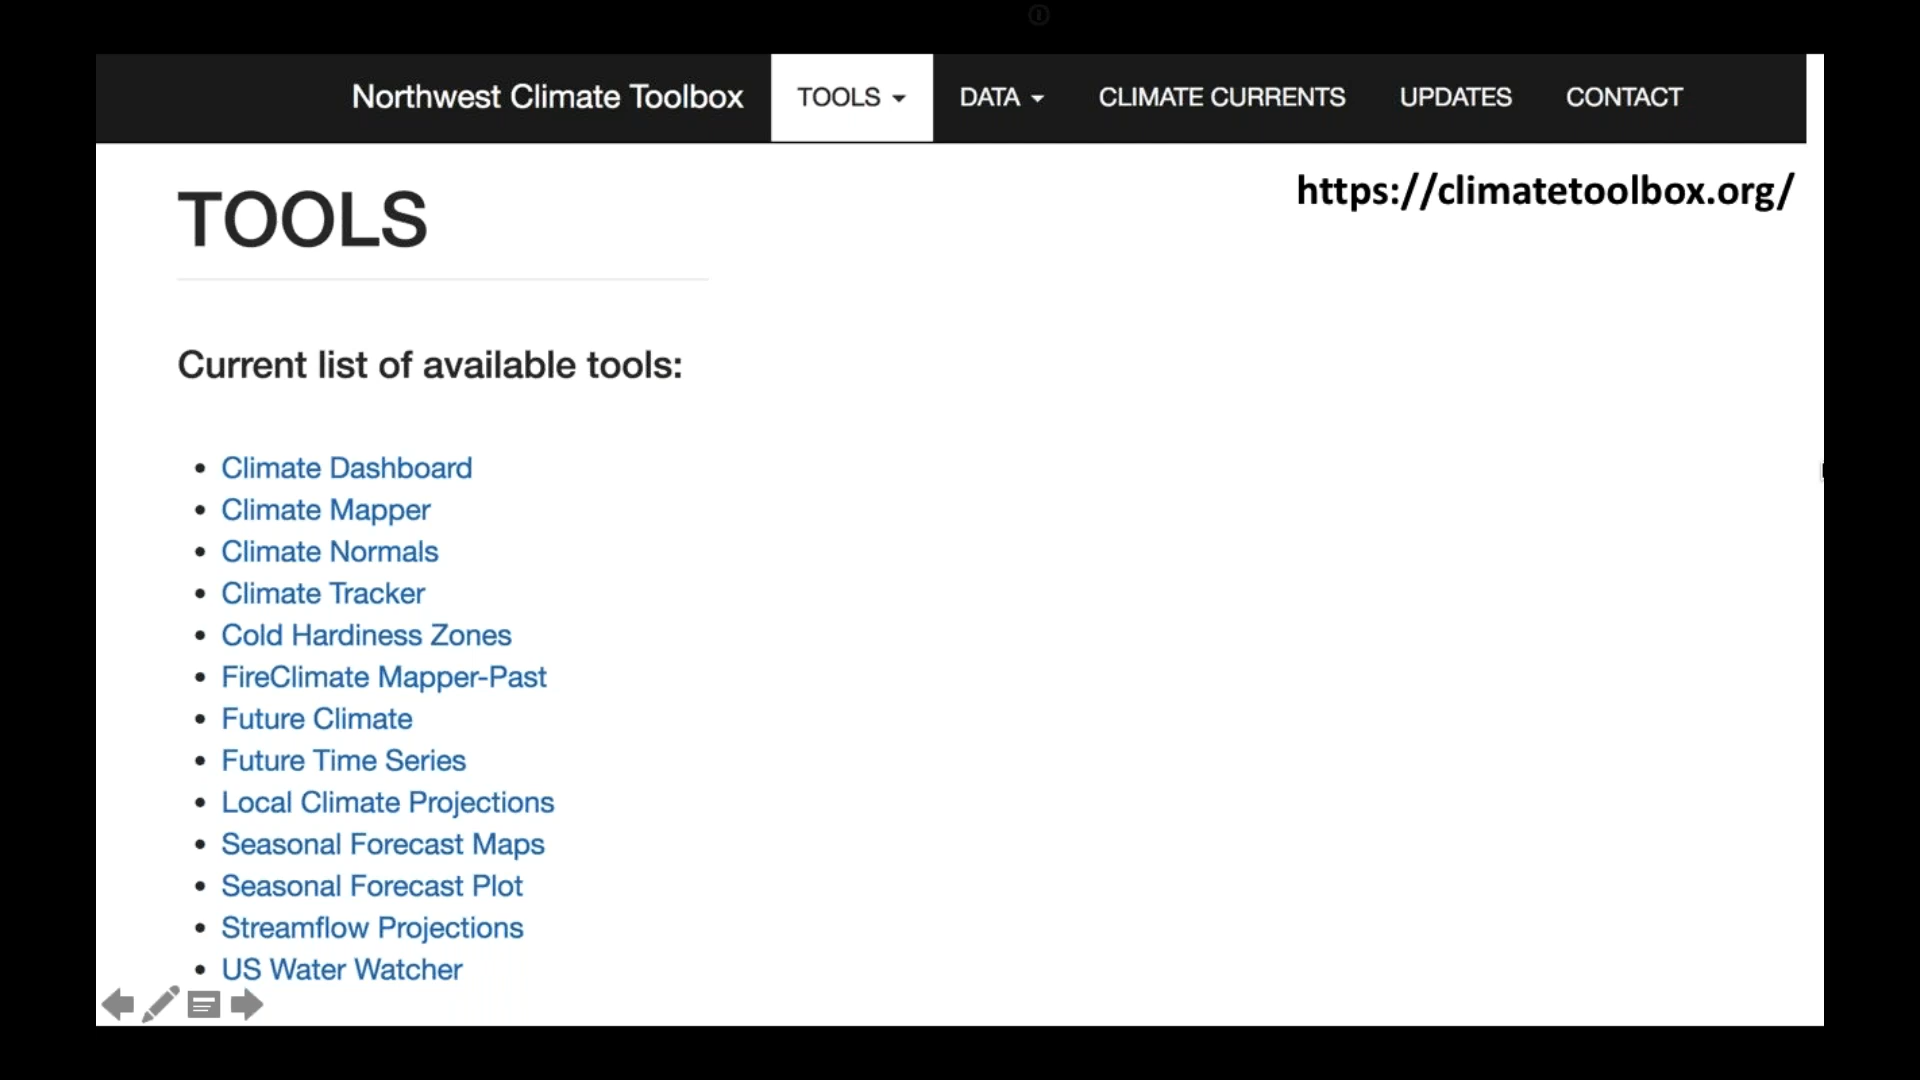 Northwest Climate Toolbox TOOLS DATA CLIMATE CURRENTS UPDATES CONTACT
https://climatetoolbox.org/
TOOLS
Current list of available tools:
Climate Dashboard
Climate Mapper
Climate Normals
Climate Tracker
Cold Hardiness Zones
FireClimate Mapper-Past
Future Climate
Future Time Series
Local Climate Projections
Seasonal Forecast Maps
Seasonal Forecast Plot
Streamflow Projections
US Water Watcher